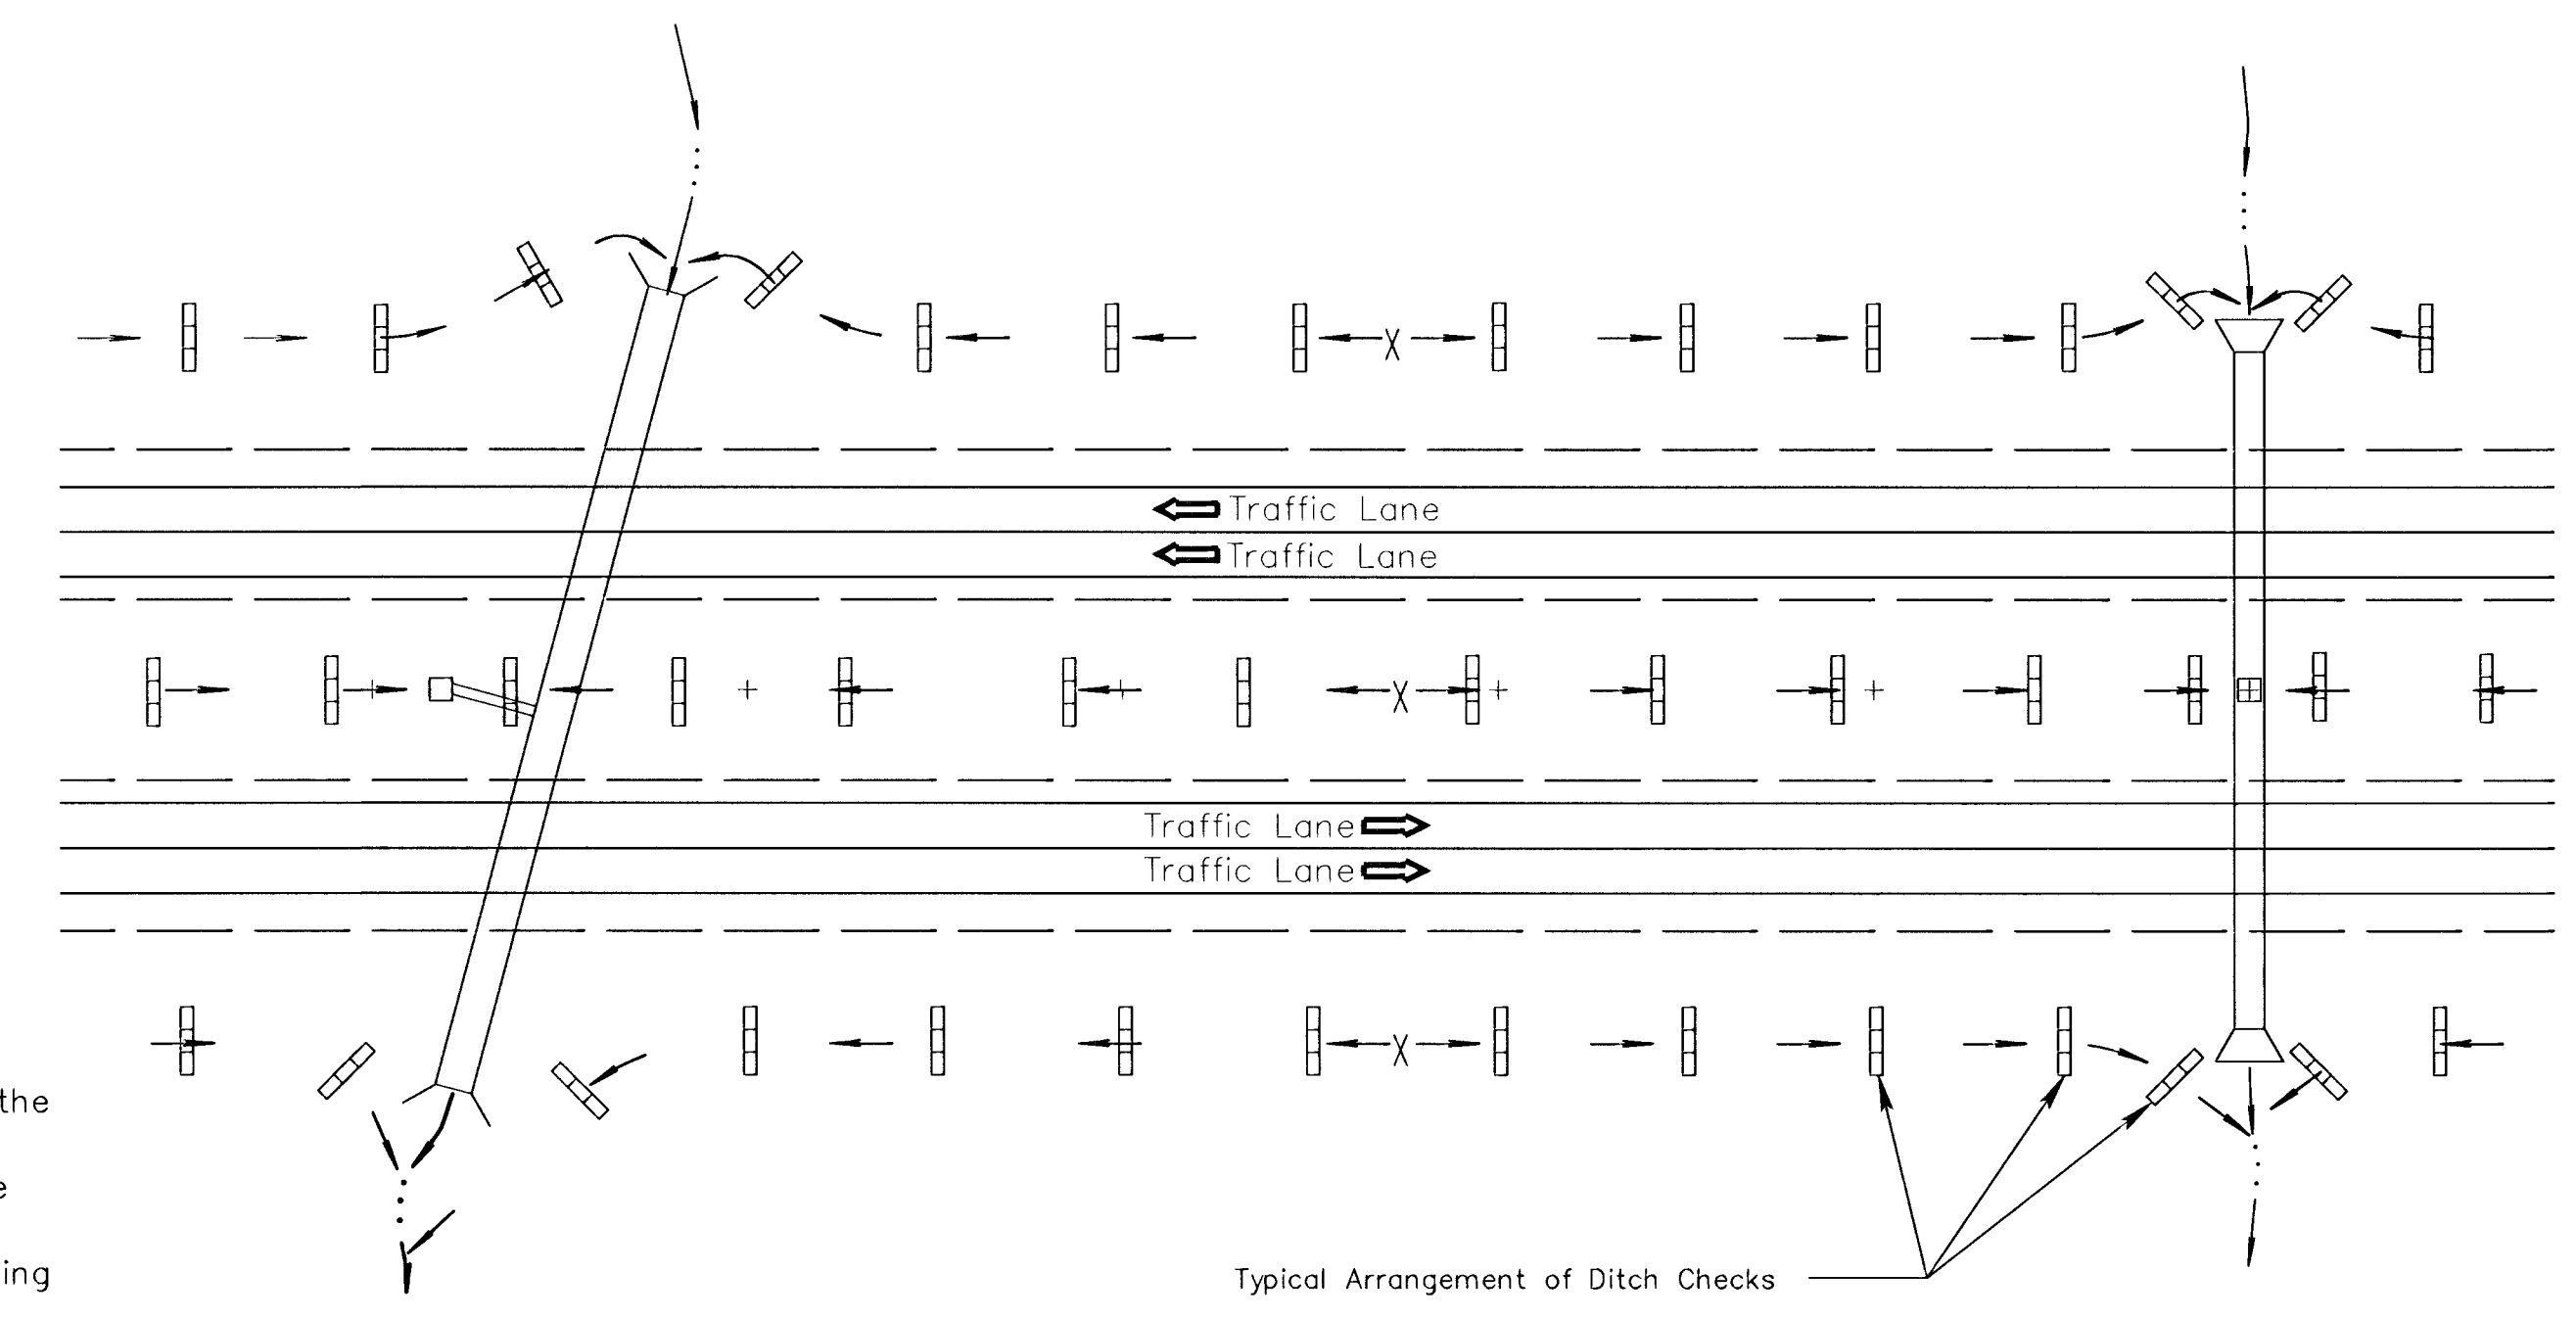 Traffic Lane
Traffic Lane
X
X
Traffic Lane
Traffic Lane
X
the
e
ing
Typical Arrangement of Ditch Checks